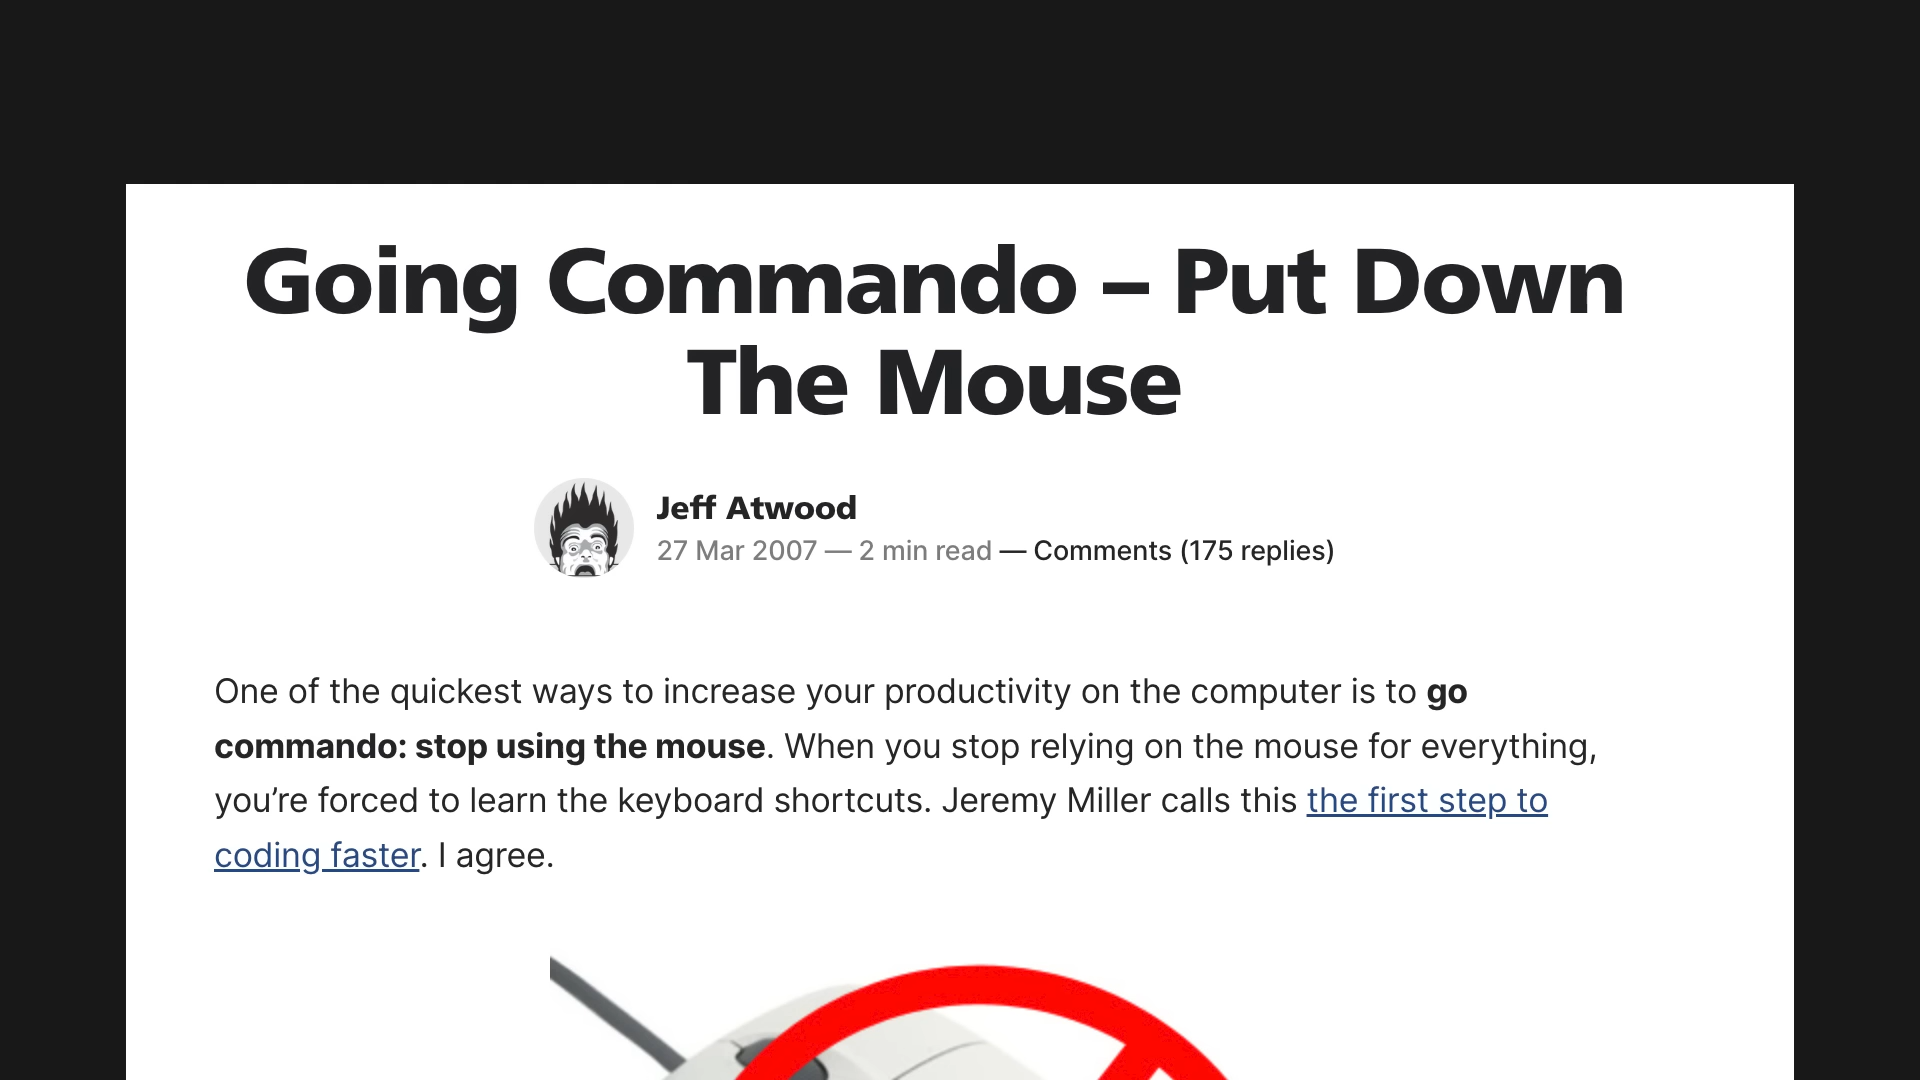 Going Commando – Put Down
The Mouse
Jeff Atwood
27 Mar 2007 — 2 min read — Comments (175 replies)
One of the quickest ways to increase your productivity on the computer is to go
commando: stop using the mouse. When you stop relying on the mouse for everything,
you’re forced to learn the keyboard shortcuts. Jeremy Miller calls this the first step to
coding faster. I agree.